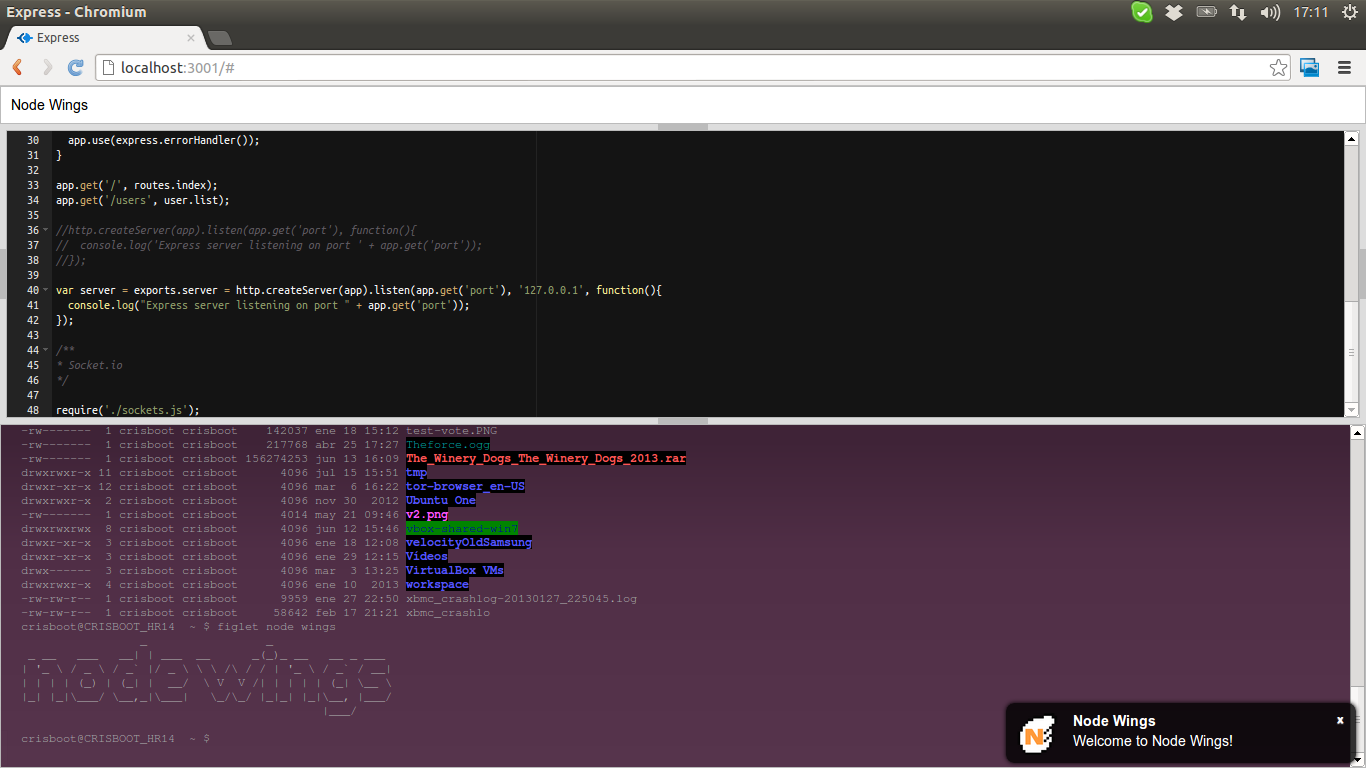 Express - Chromium
17:11
Express
localhost:3001/#
Node Wings
30   app.use(express.errorHandler());
31 }
32
33 app.get('/', routes.index);
34 app.get('/users', user.list);
35
36 //http.createServer(app).listen(app.get('port'), function(){
37 //  console.log('Express server listening on port ' + app.get('port'));
38 //});
39
40 var server = exports.server = http.createServer(app).listen(app.get('port'), '127.0.0.1', function(){
41   console.log("Express server listening on port " + app.get('port'));
42 });
43
44 /**
45 * Socket.io
46 */
47
48 require('./sockets.js');
-rw-------  1 crisboot crisboot    142037 ene 18 15:12 test-vote.PNG
-rw-------  1 crisboot crisboot    217768 abr 25 17:27 Theforce.ogg
-rw-------  1 crisboot crisboot 156274253 jun 13 16:09 The_Winery_Dogs_The_Winery_Dogs_2013.rar
drwxrwxr-x 11 crisboot crisboot      4096 jul 15 15:51 tmp
drwxr-xr-x 12 crisboot crisboot      4096 mar  6 16:22 tor-browser_en-US
drwxrwxr-x  2 crisboot crisboot      4096 nov 30  2012 Ubuntu One
-rw-------  1 crisboot crisboot      4014 may 21 09:46 v2.png
drwxrwxrwx  8 crisboot crisboot      4096 jun 12 15:46 vbox-shared-win7
drwxr-xr-x  3 crisboot crisboot      4096 ene 18 12:08 velocityOldSamsung
drwxr-xr-x  3 crisboot crisboot      4096 ene 29 12:15 Videos
drwx------  3 crisboot crisboot      4096 mar  3 13:25 VirtualBox VMs
drwxrwxr-x  4 crisboot crisboot      4096 ene 10  2013 workspace
-rw-rw-r--  1 crisboot crisboot      9959 ene 27 22:50 xbmc_crashlog-20130127_225045.log
-rw-rw-r--  1 crisboot crisboot     58642 feb 17 21:21 xbmc_crashlo
crisboot@CRISBOOT_HR14  ~ $ figlet node wings
node wings
crisboot@CRISBOOT_HR14  ~ $
N
Node Wings
x
Welcome to Node Wings!